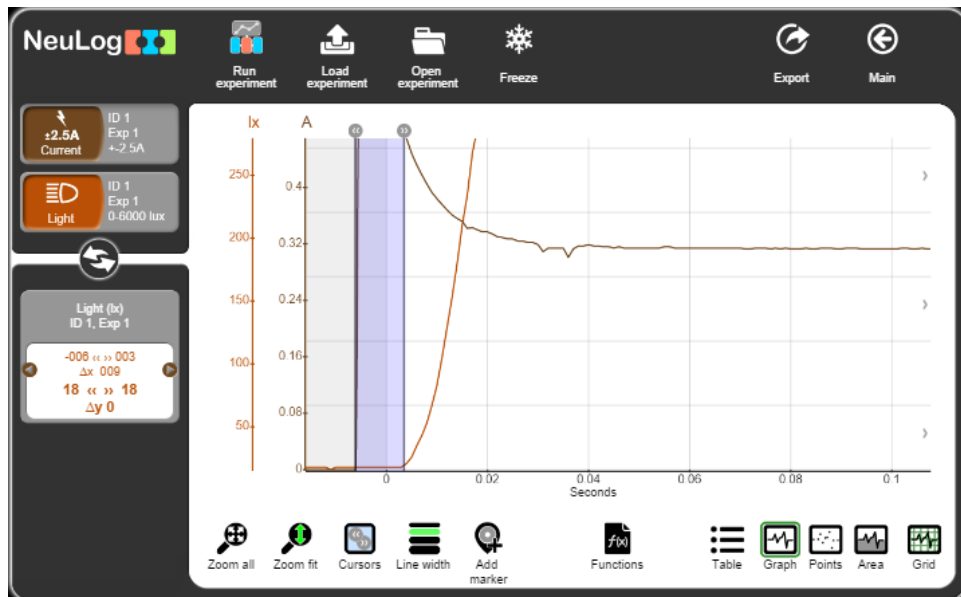 NeuLog
Run
experiment
Load
experiment
Open
experiment
Freeze
Export
Main
±2.5A
Current
ID 1
Exp 1
+-2.5A
Light
ID 1
Exp 1
0-6000 lux
Light (lx)
ID 1, Exp 1
-006 « » 003
Δx 009
18 « » 18
Δy 0
lx
A
250
200
150
100
50
0.4
0.32
0.24
0.16
0.08
0
0 0.02 0.04 0.06 0.08 0.1
Seconds
Zoom all
Zoom fit
Cursors
Line width
Add
marker
f(x)
Functions
Table
Graph
Points
Area
Grid